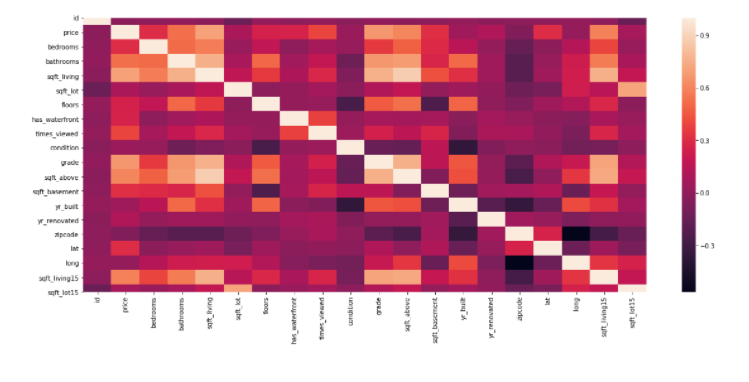 id
price
bedrooms
bathrooms
sqft_living
sqft_lot
floors
has_waterfront
times_viewed
condition
grade
sqft_above
sqft_basement
yr_built
yr_renovated
zipcode
lat
long
sqft_living15
sqft_lot15
id
price
bedrooms
bathrooms
sqft_living
sqft_lot
floors
has_waterfront
times_viewed
condition
grade
sqft_above
sqft_basement
yr_built
yr_renovated
zipcode
lat
long
sqft_living15
sqft_lot15
0.9
0.6
0.3
0.0
−0.3